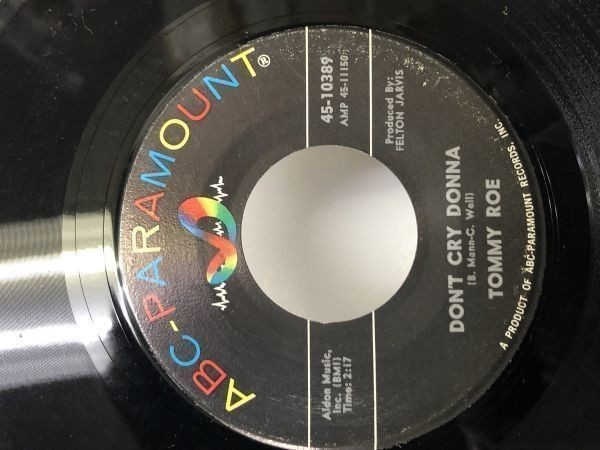 ABC-PARAMOUNT®
Aldon Music,
Inc. (BMI)
Time: 2:17
45-10389
AMP 45-11150
Produced By:
FELTON JARVIS
DON'T CRY DONNA
(B. Mann-C. Weil)
TOMMY ROE
A PRODUCT OF ABC-PARAMOUNT RECORDS, INC.